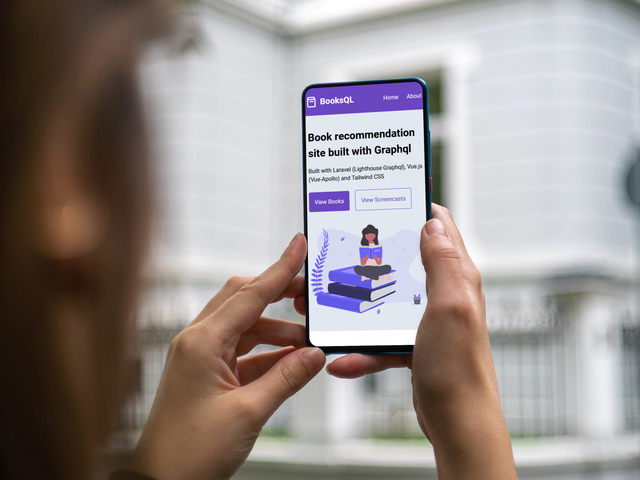 BooksQL Home About
Book recommendation
site built with Graphql
Built with Laravel (Lighthouse Graphql), Vue.js
(Vue-Apollo) and Tailwind CSS
View Books View Screencasts